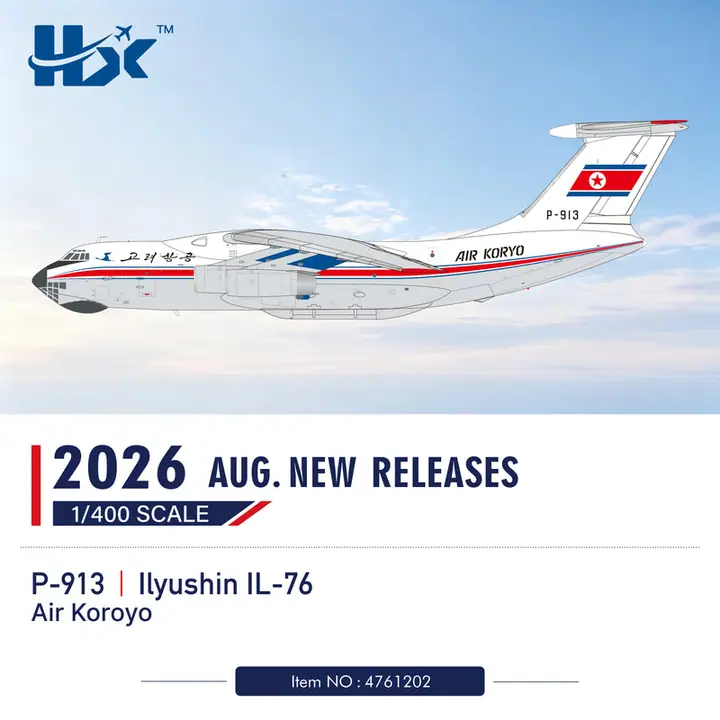 HX™
고려항공
P-913
AIR KORYO
2026 AUG. NEW RELEASES
1/400 SCALE
P-913 | Ilyushin IL-76
Air Koroyo
Item NO : 4761202